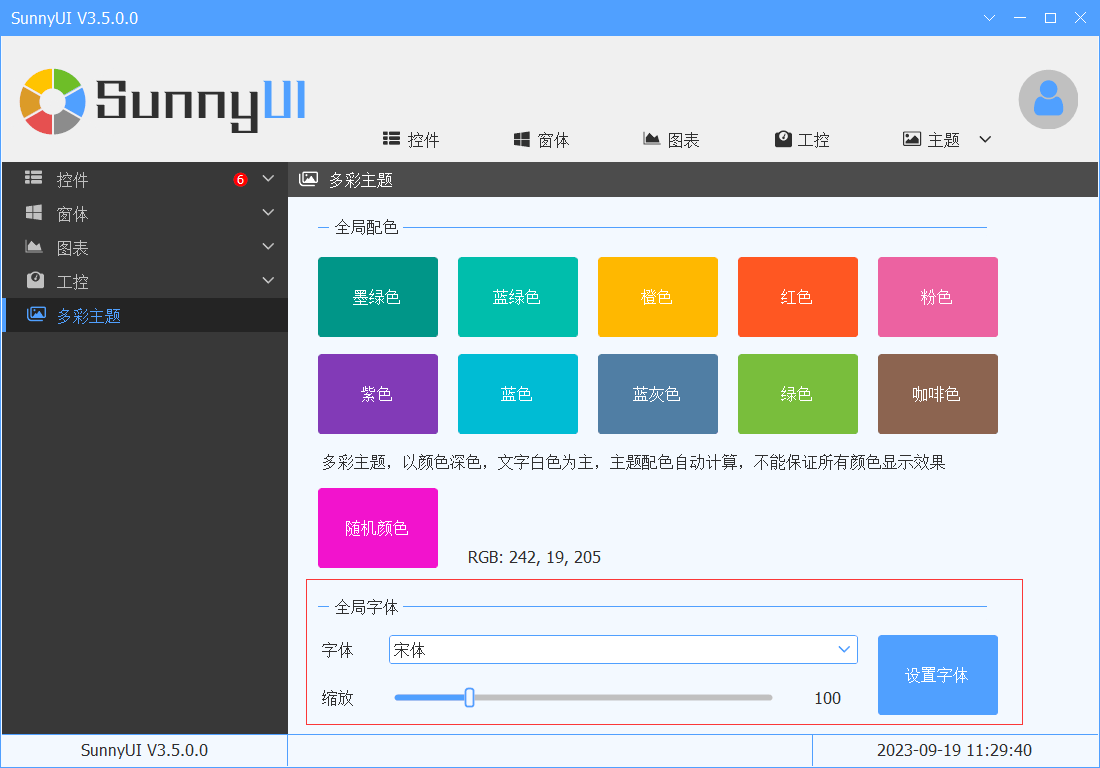 SunnyUI V3.5.0.0
SunnyUI
控件 窗体 图表 工控 主题
控件 6
窗体
图表
工控
多彩主题
多彩主题
全局配色
墨绿色 蓝绿色 橙色 红色 粉色
紫色 蓝色 蓝灰色 绿色 咖啡色
多彩主题，以颜色深色，文字白色为主，主题配色自动计算，不能保证所有颜色显示效果
随机颜色
RGB: 242, 19, 205
全局字体
字体 宋体
设置字体
缩放 100
SunnyUI V3.5.0.0 2023-09-19 11:29:40